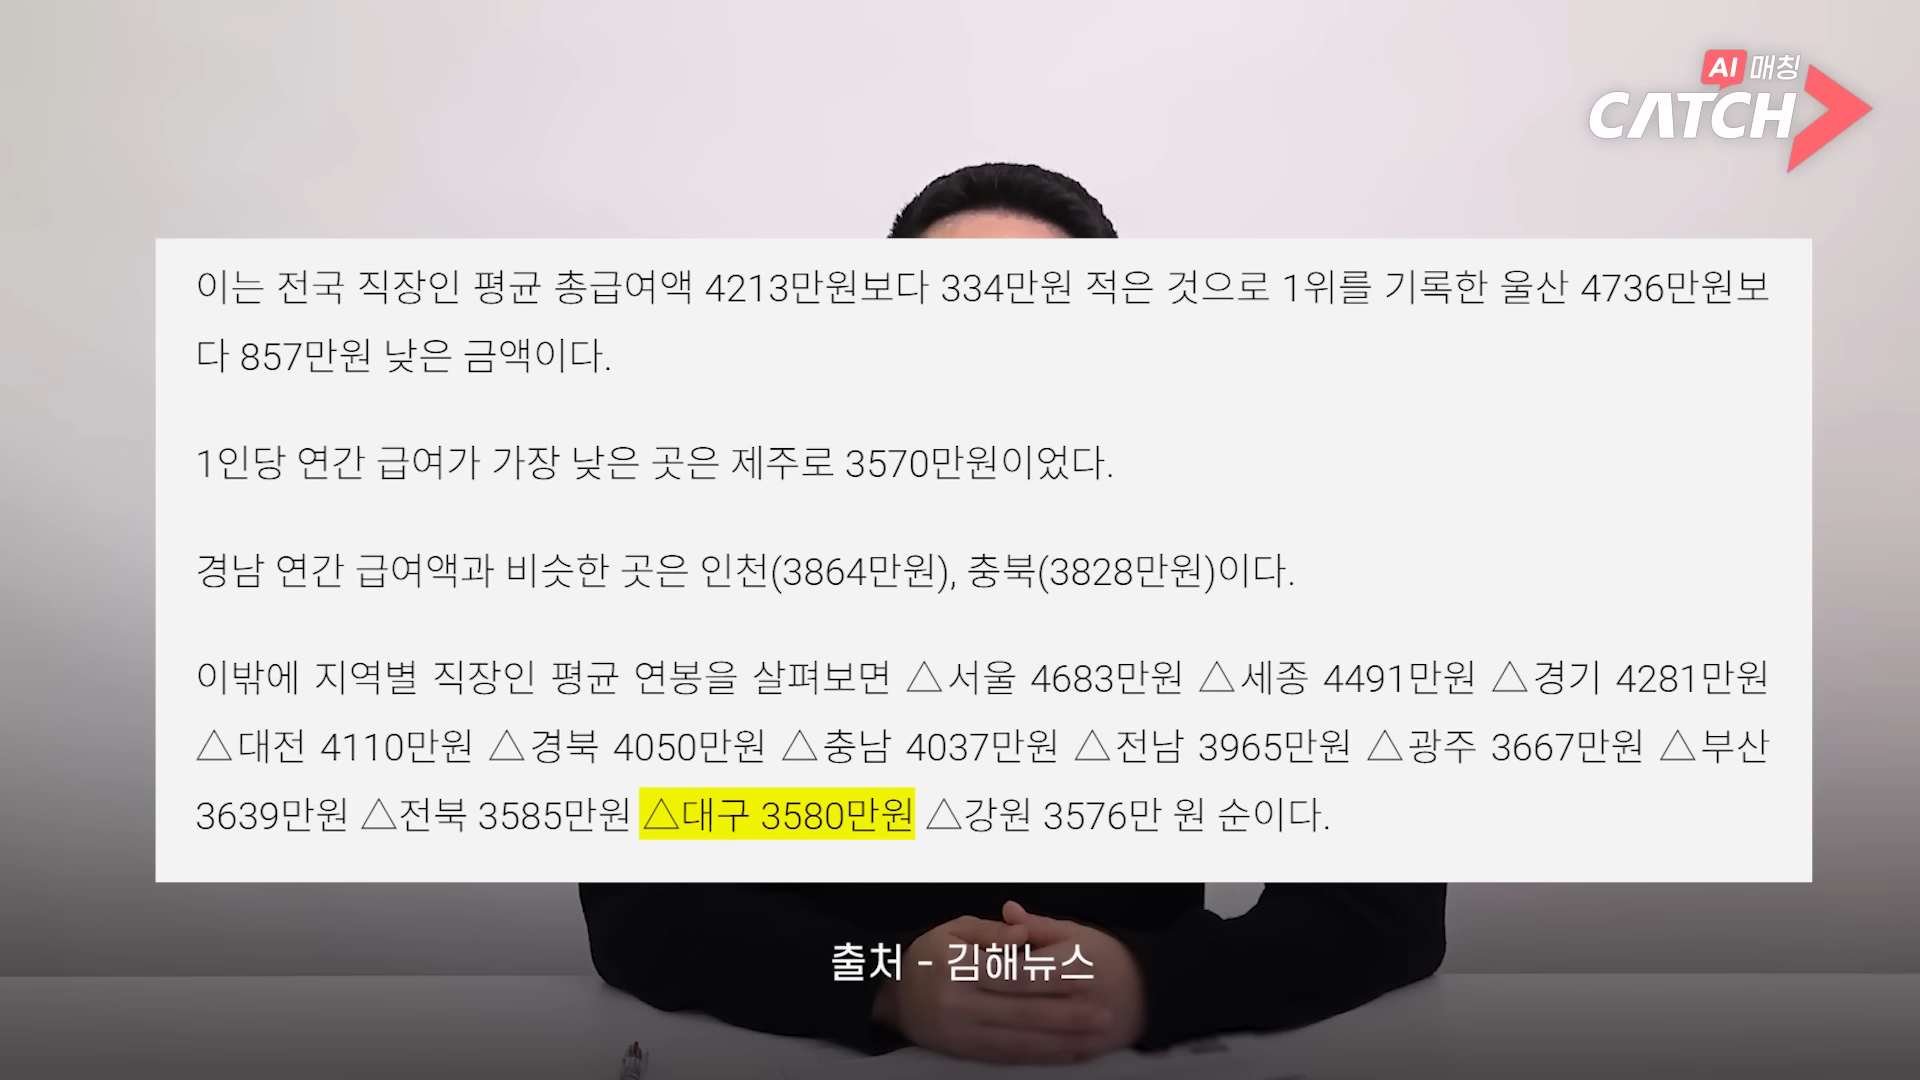 AI 매칭
CATCH
이는 전국 직장인 평균 총급여액 4213만원보다 334만원 적은 것으로 1위를 기록한 울산 4736만원보
다 857만원 낮은 금액이다.
1인당 연간 급여가 가장 낮은 곳은 제주로 3570만원이었다.
경남 연간 급여액과 비슷한 곳은 인천(3864만원), 충북(3828만원)이다.
이밖에 지역별 직장인 평균 연봉을 살펴보면 △서울 4683만원 △세종 4491만원 △경기 4281만원
△대전 4110만원 △경북 4050만원 △충남 4037만원 △전남 3965만원 △광주 3667만원 △부산
3639만원 △전북 3585만원 △대구 3580만원 △강원 3576만 원 순이다.
출처 - 김해뉴스